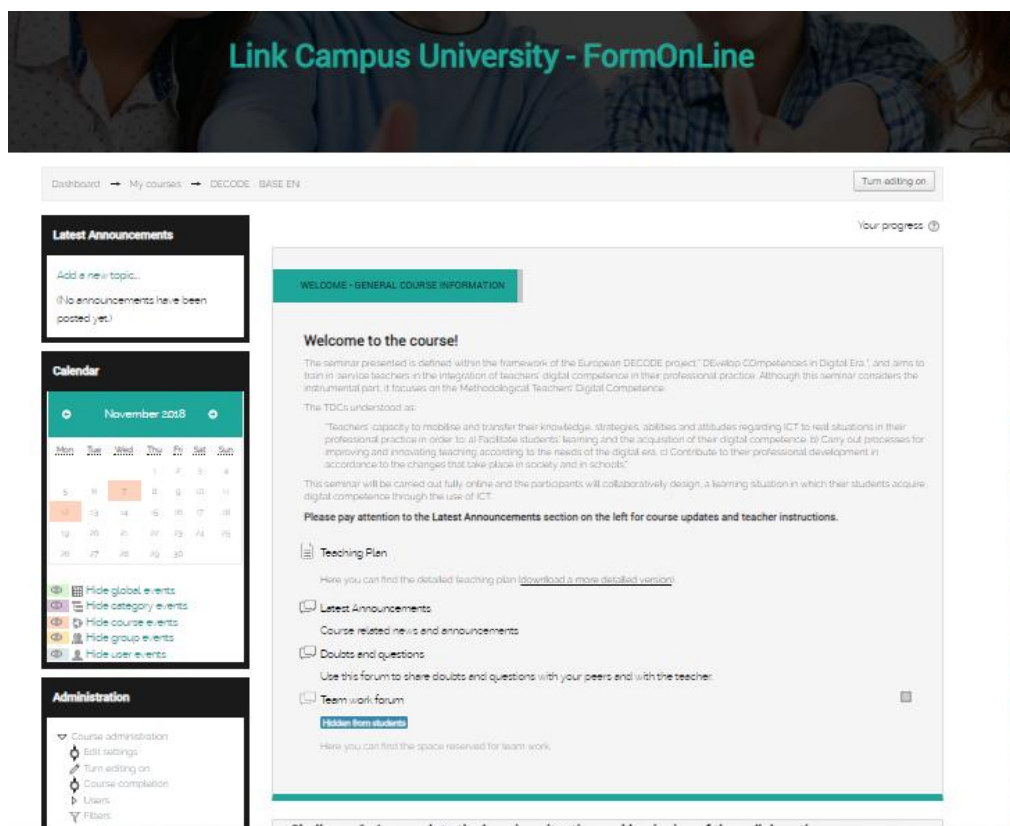 Link Campus University - FormOnLine
Dashboard → My courses → DECODE - BASE EN
Turn editing on
Your progress
Latest Announcements
Add a new topic...
(No announcements have been
posted yet.)
Calendar
November 2018
Mon Tue Wed Thu Fri Sat Sun
1 2 3 4
5 6 7 8 9 10 11
12 13 14 15 16 17 18
19 20 21 22 23 24 25
26 27 28 29 30
Hide global events
Hide category events
Hide course events
Hide group events
Hide user events
Administration
Course administration
Edit settings
Turn editing on
Course completion
Users
Filters
WELCOME - GENERAL COURSE INFORMATION
Welcome to the course!
The seminar presented is defined within the framework of the European DECODE project," DEvelop COmpetences in Digital Era ", and aims to
train in-service teachers in the integration of teachers' digital competence in their professional practice. Although this seminar considers the
instrumental part, it focuses on the Methodological Teachers' Digital Competence.
The TDCs understood as:
"Teachers' capacity to mobilise and transfer their knowledge, strategies, abilities and attitudes regarding ICT to real situations in their
professional practice in order to: a) Facilitate students' learning and the acquisition of their digital competence. b) Carry out processes for
improving and innovating teaching according to the needs of the digital era. c) Contribute to their professional development in
accordance to the changes that take place in society and in schools"
This seminar will be carried out fully online and the participants will collaboratively design, a learning situation in which their students acquire
digital competence through the use of ICT.
Please pay attention to the Latest Announcements section on the left for course updates and teacher instructions.
Teaching Plan
Here you can find the detailed teaching plan (download a more detailed version)
Latest Announcements
Course related news and announcements
Doubts and questions
Use this forum to share doubts and questions with your peers and with the teacher.
Team work forum
Hidden from students
Here you can find the space reserved for team work.